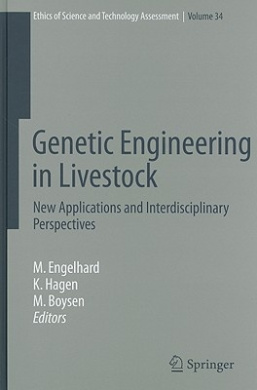 Ethics of Science and Technology Assessment | Volume 34
Genetic Engineering
in Livestock
New Applications and Interdisciplinary
Perspectives
M. Engelhard
K. Hagen
M. Boysen
Editors
Springer